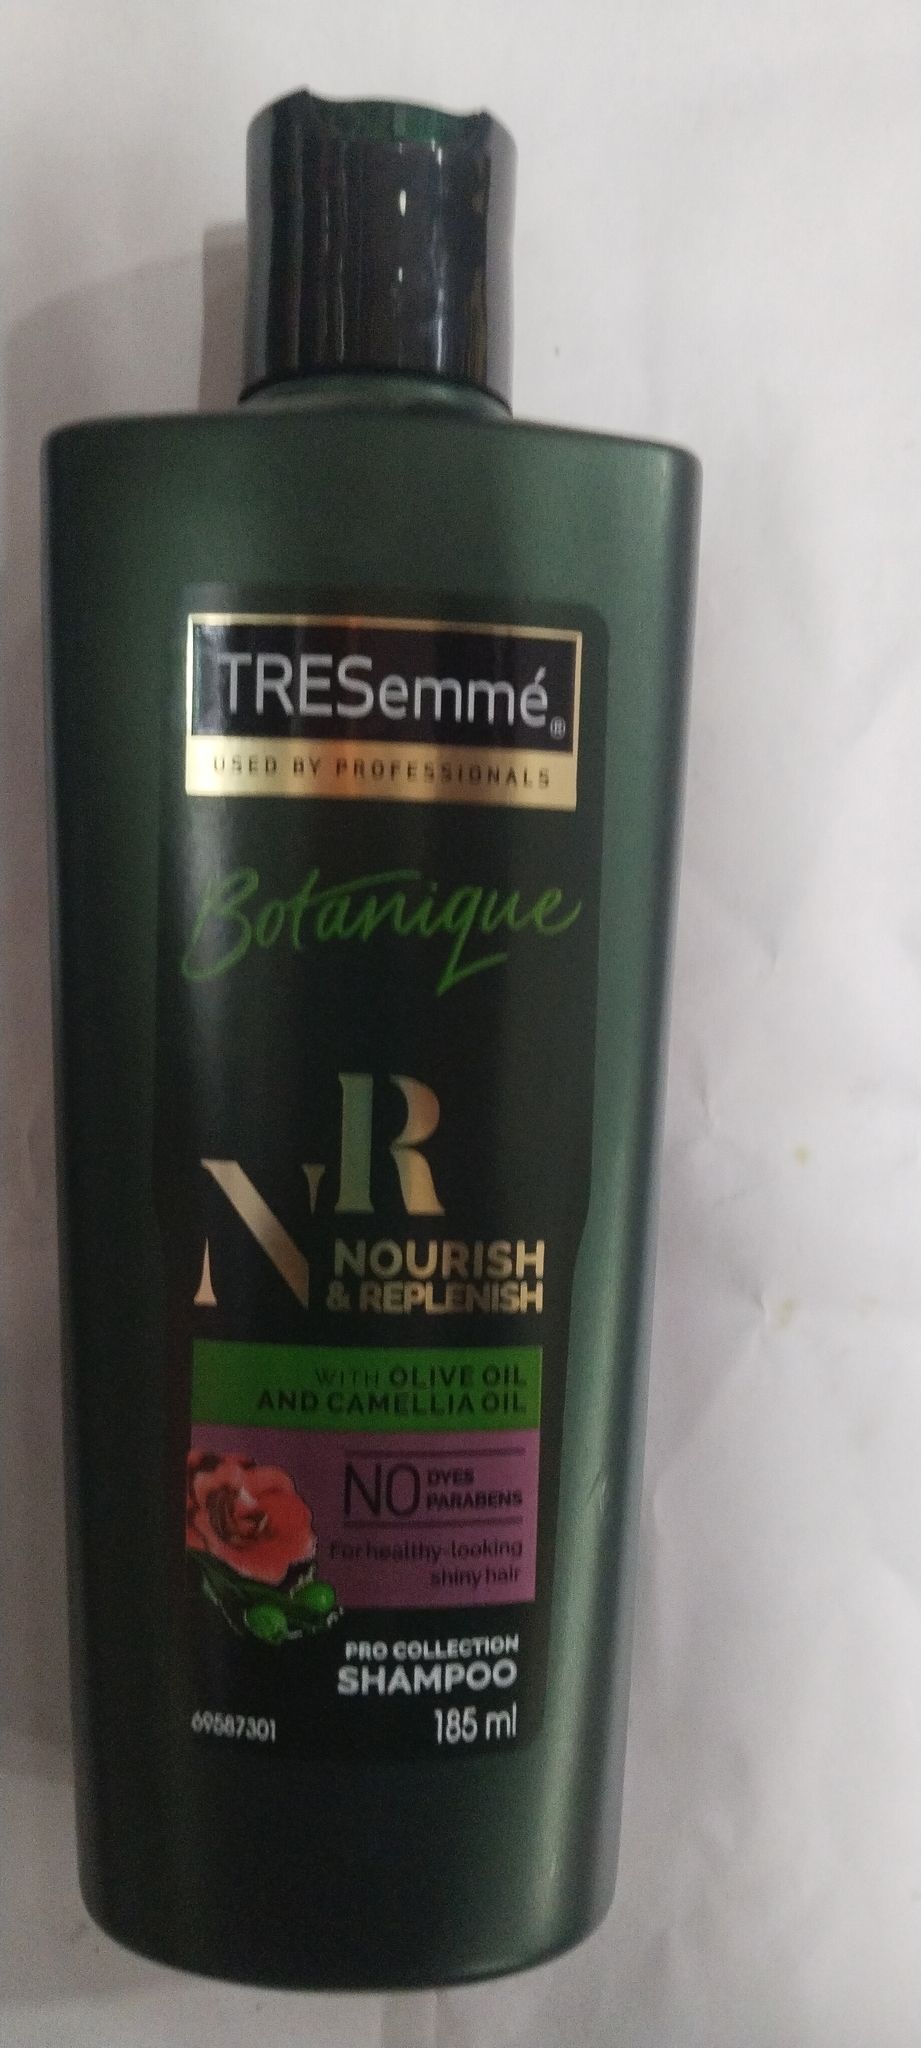 TRESemmé®
USED BY PROFESSIONALS
Botanique
NR
NOURISH
& REPLENISH
WITH OLIVE OIL
AND CAMELLIA OIL
NO DYES
PARABENS
For healthy-looking
shiny hair
PRO COLLECTION
SHAMPOO
69587301 185 ml